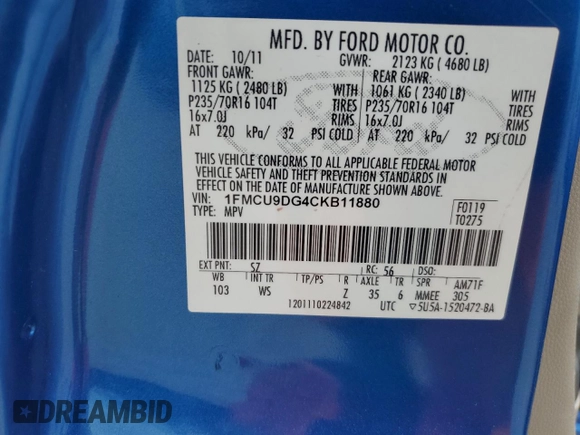 MFD. BY FORD MOTOR CO.
DATE: 10/11 GVWR: 2123 KG ( 4680 LB)
FRONT GAWR: REAR GAWR:
1125 KG ( 2480 LB) WITH 1061 KG ( 2340 LB) WITH
P235/70R16 104T TIRES P235/70R16 104T TIRES
16x7.0J RIMS 16x7.0J RIMS
AT 220 kPa/ 32 PSI COLD AT 220 kPa/ 32 PSI COLD
THIS VEHICLE CONFORMS TO ALL APPLICABLE FEDERAL MOTOR
VEHICLE SAFETY AND THEFT PREVENTION STANDARDS IN
EFFECT ON THE DATE OF MANUFACTURE SHOWN ABOVE.
VIN: 1FMCU9DG4CKB11880 F0119
TYPE: MPV T0275
EXT PNT: SZ RC: 56 DSO:
WB INT TR TP/PS R AXLE TR SPR AM71F
103 WS Z 35 6 MMEE 305
1201110224842 UTC ▽5U5A-1520472-BA
DREAMBID